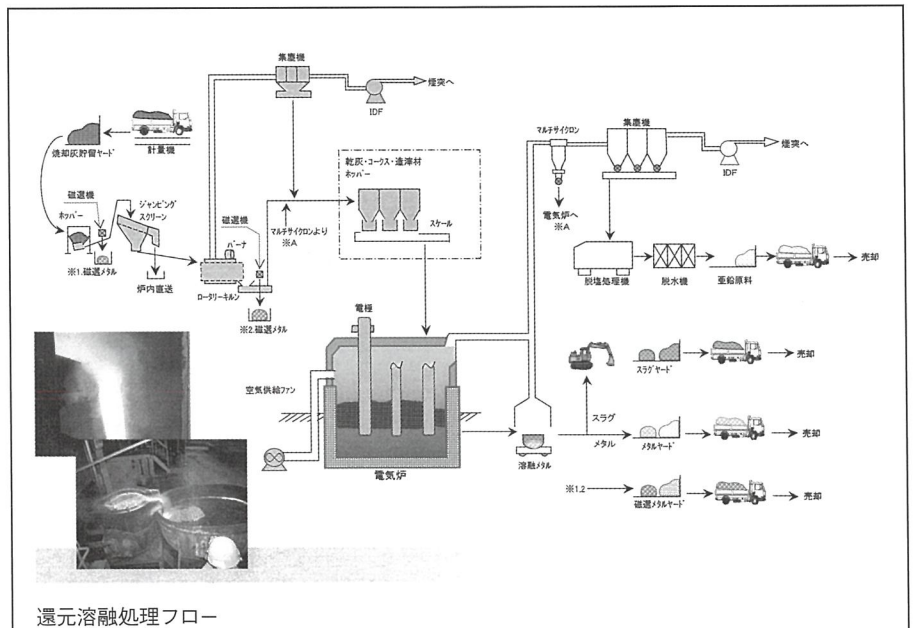 集塵機
煙突へ
IDF
計量機
焼却灰貯留ヤード
磁選機
ホッパー
ジャンピング
スクリーン
※1.磁選メタル
炉内直送
バーナ
ロータリーキルン
磁選機
※2.磁選メタル
マルチサイクロンより
※A
乾灰・コークス・造滓材
ホッパー
スケール
電極
空気供給ファン
電気炉
マルチサイクロン
電気炉へ
※A
集塵機
煙突へ
IDF
脱塩処理機
脱水機
亜鉛原料
売却
スラグヤード
売却
スラグ
メタル
溶融メタル
メタルヤード
売却
※1.2
磁選メタルヤード
売却
還元溶融処理フロー